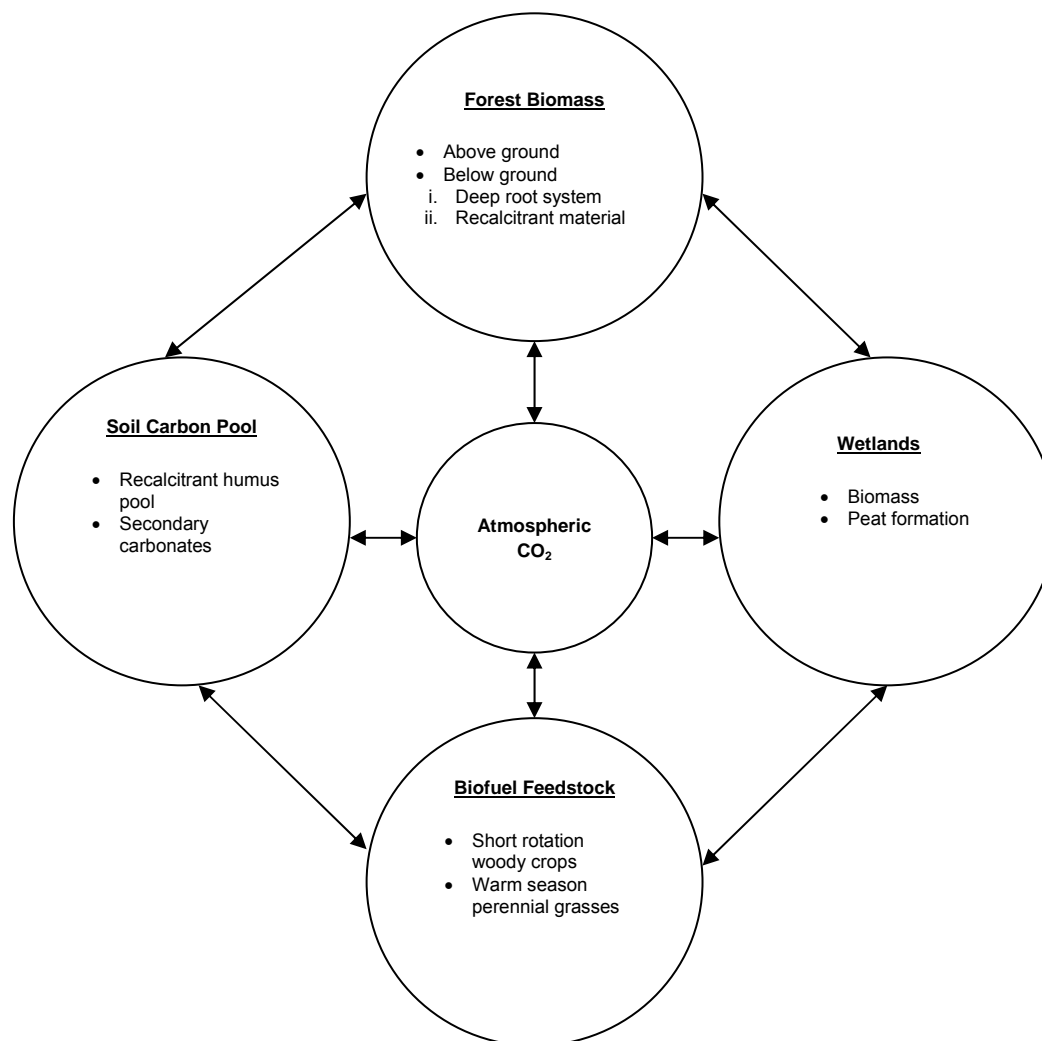 Forest Biomass
• Above ground
• Below ground
i. Deep root system
ii. Recalcitrant material
Soil Carbon Pool
• Recalcitrant humus
pool
• Secondary
carbonates
Atmospheric
CO₂
Wetlands
• Biomass
• Peat formation
Biofuel Feedstock
• Short rotation
woody crops
• Warm season
perennial grasses